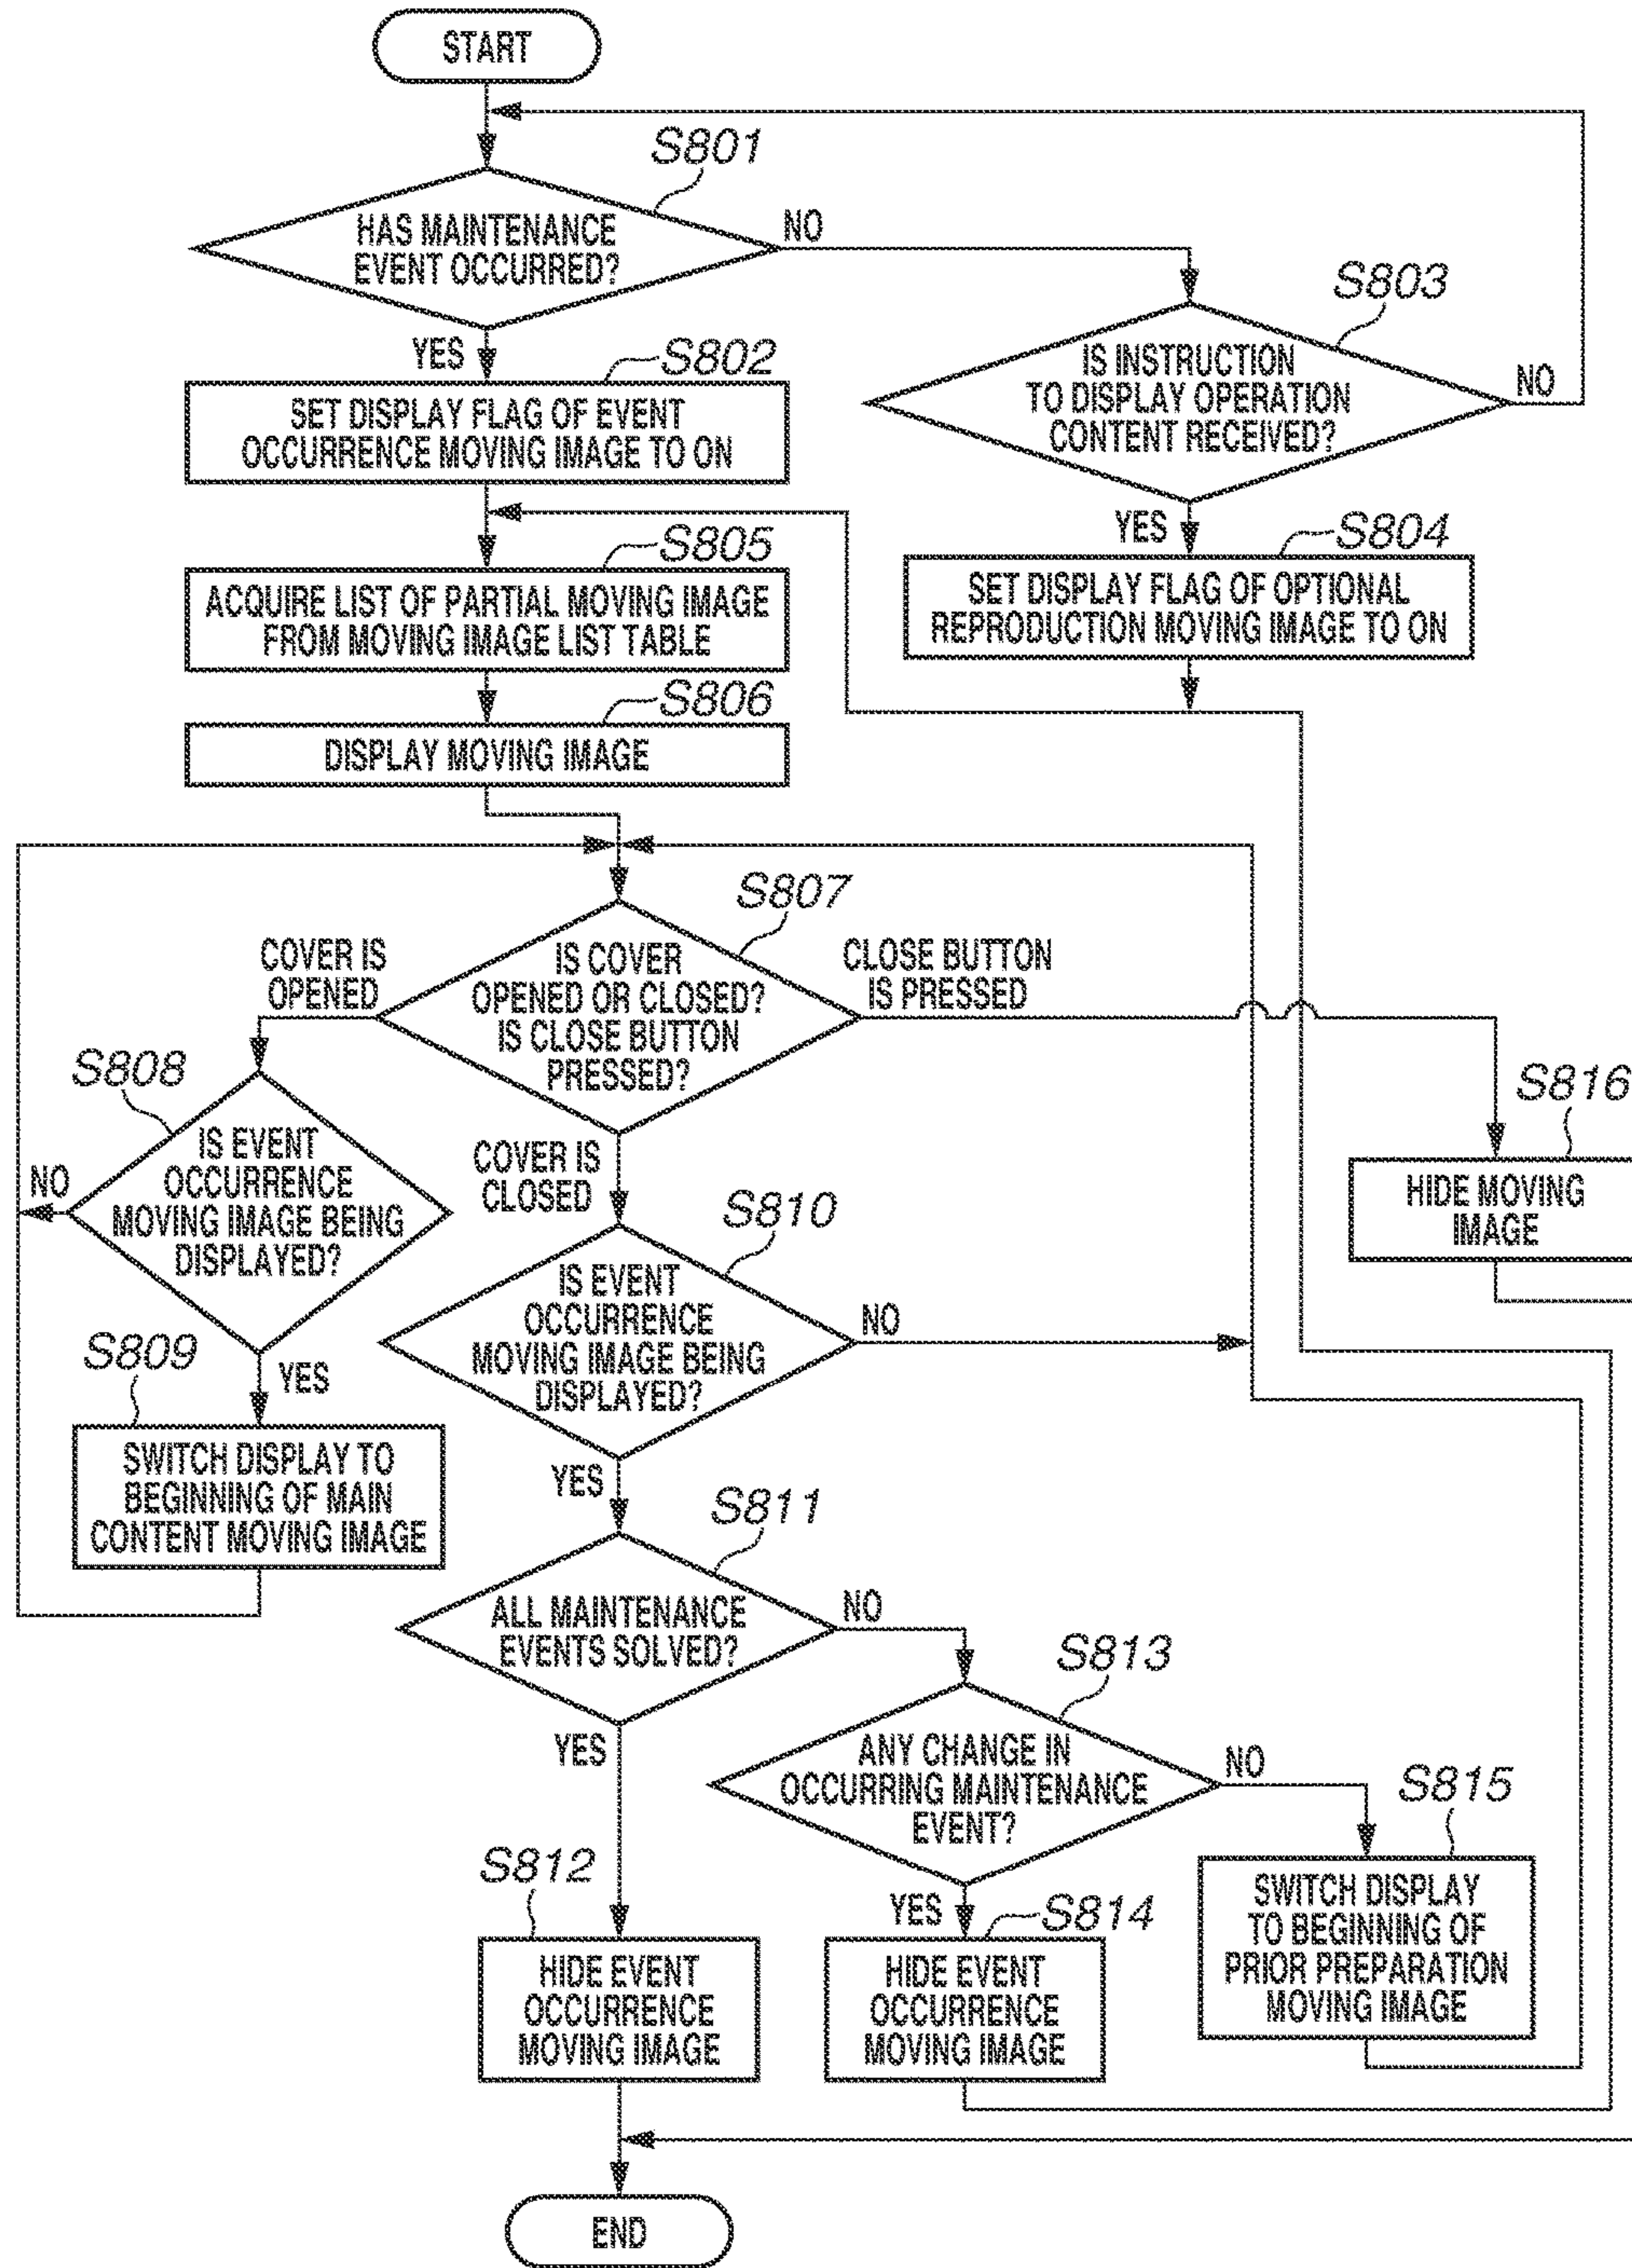 START
S801
HAS MAINTENANCE
EVENT OCCURRED?
NO
YES
S803
IS INSTRUCTION
TO DISPLAY OPERATION
CONTENT RECEIVED?
NO
YES
S802
SET DISPLAY FLAG OF EVENT
OCCURRENCE MOVING IMAGE TO ON
S804
SET DISPLAY FLAG OF OPTIONAL
REPRODUCTION MOVING IMAGE TO ON
S805
ACQUIRE LIST OF PARTIAL MOVING IMAGE
FROM MOVING IMAGE LIST TABLE
S806
DISPLAY MOVING IMAGE
S807
IS COVER
OPENED OR CLOSED?
IS CLOSE BUTTON
PRESSED?
COVER IS
OPENED
CLOSE BUTTON
IS PRESSED
COVER IS
CLOSED
S808
IS EVENT
OCCURRENCE
MOVING IMAGE BEING
DISPLAYED?
NO
YES
S816
HIDE MOVING
IMAGE
S810
IS EVENT
OCCURRENCE
MOVING IMAGE BEING
DISPLAYED?
NO
YES
S809
SWITCH DISPLAY TO
BEGINNING OF MAIN
CONTENT MOVING IMAGE
S811
ALL MAINTENANCE
EVENTS SOLVED?
NO
YES
S813
ANY CHANGE IN
OCCURRING MAINTENANCE
EVENT?
NO
YES
S815
SWITCH DISPLAY
TO BEGINNING OF
PRIOR PREPARATION
MOVING IMAGE
S812
HIDE EVENT
OCCURRENCE
MOVING IMAGE
S814
HIDE EVENT
OCCURRENCE
MOVING IMAGE
END